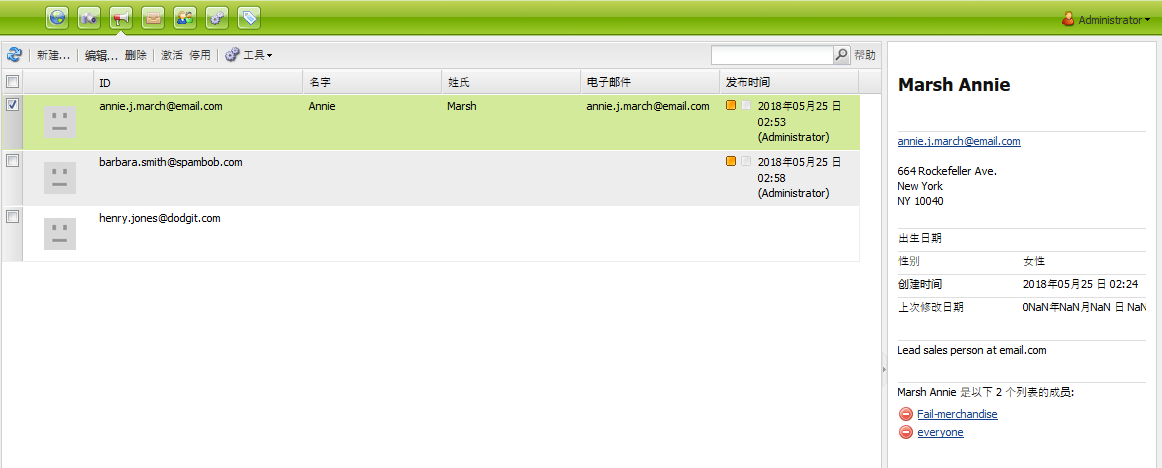 Administrator
新建... 编辑... 删除 激活 停用 工具 帮助
ID 名字 姓氏 电子邮件 发布时间
annie.j.march@email.com Annie Marsh annie.j.march@email.com 2018年05月25 日
02:53
(Administrator)
barbara.smith@spambob.com 2018年05月25 日
02:58
(Administrator)
henry.jones@dodgit.com
Marsh Annie
annie.j.march@email.com
664 Rockefeller Ave.
New York
NY 10040
出生日期
性别 女性
创建时间 2018年05月25 日 02:24
上次修改日期 0NaN年NaN月NaN 日 NaN
Lead sales person at email.com
Marsh Annie 是以下 2 个列表的成员:
Fail-merchandise
everyone